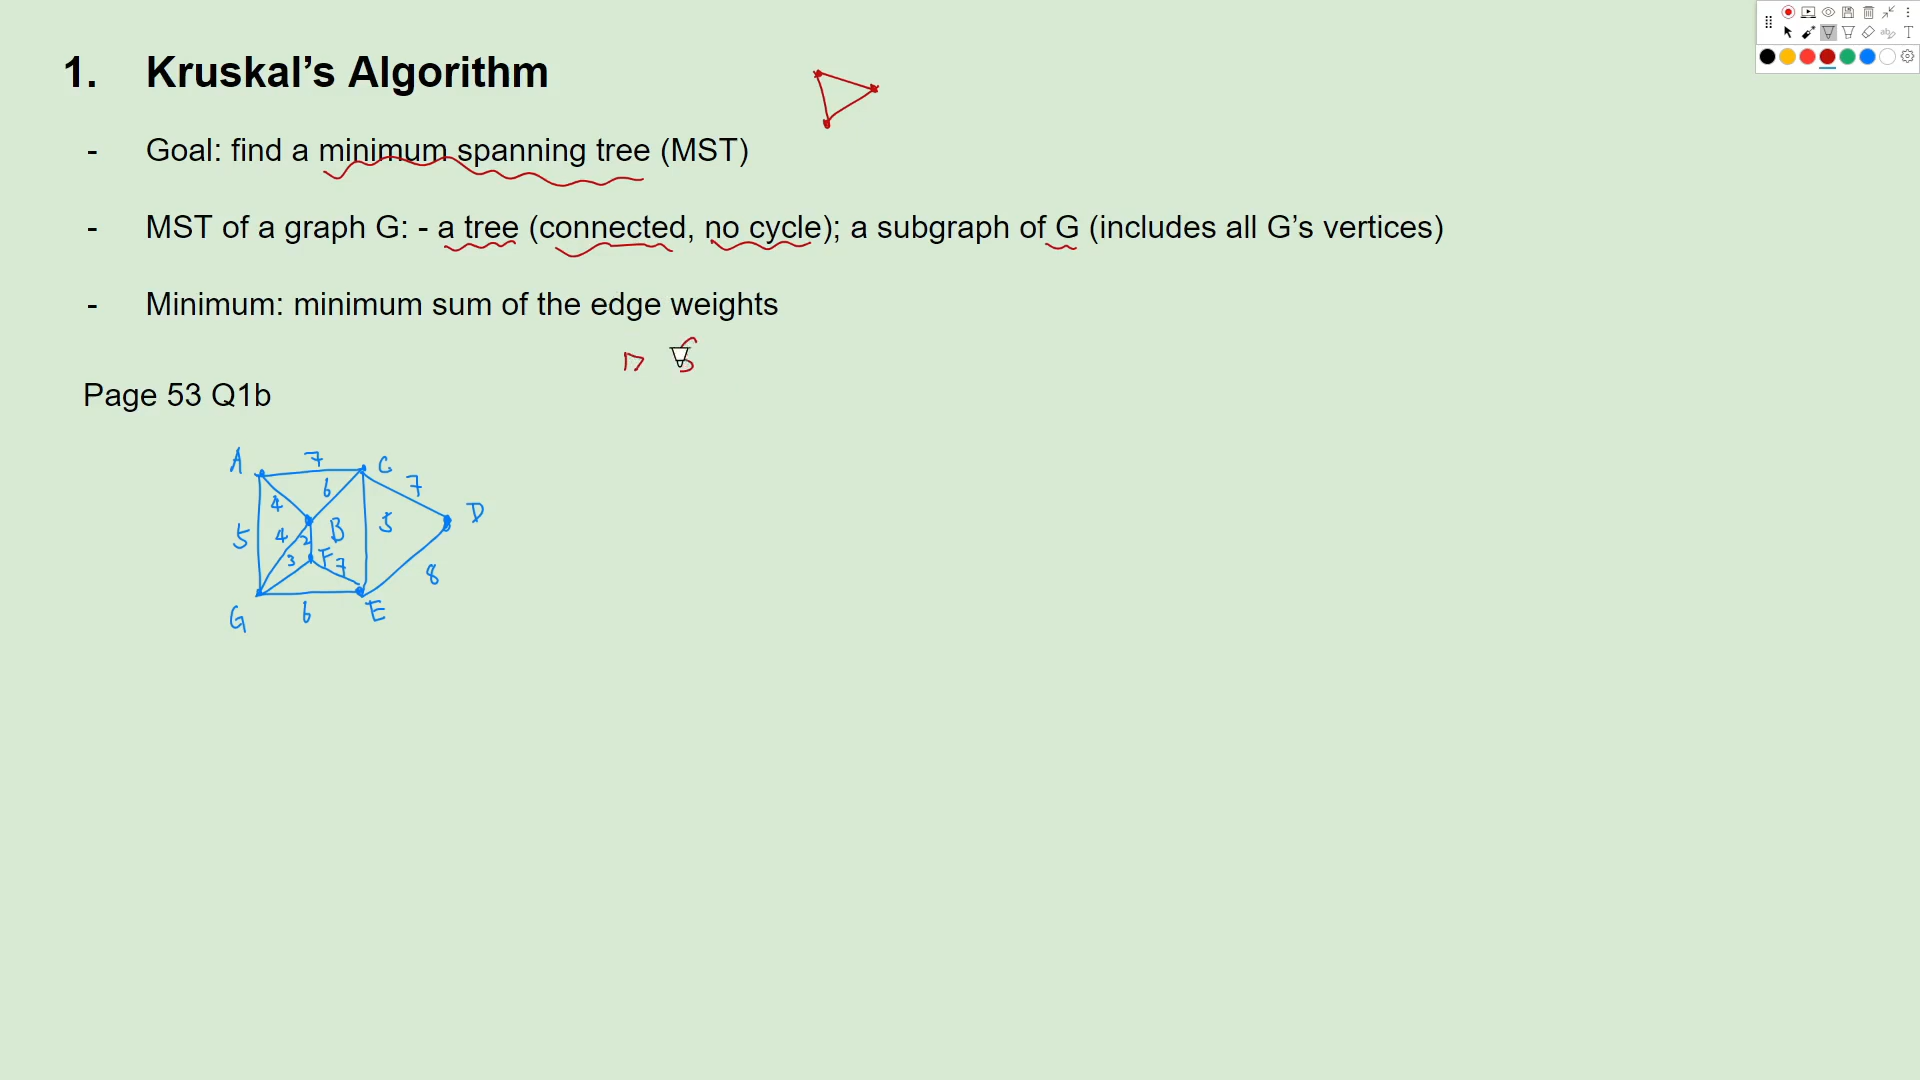 1. Kruskal’s Algorithm
- Goal: find a minimum spanning tree (MST)
- MST of a graph G: - a tree (connected, no cycle); a subgraph of G (includes all G’s vertices)
- Minimum: minimum sum of the edge weights
Page 53 Q1b
A 7 C
6 7
4 D
5 4 2 B 5
3 F 7 8
G 6 E
T